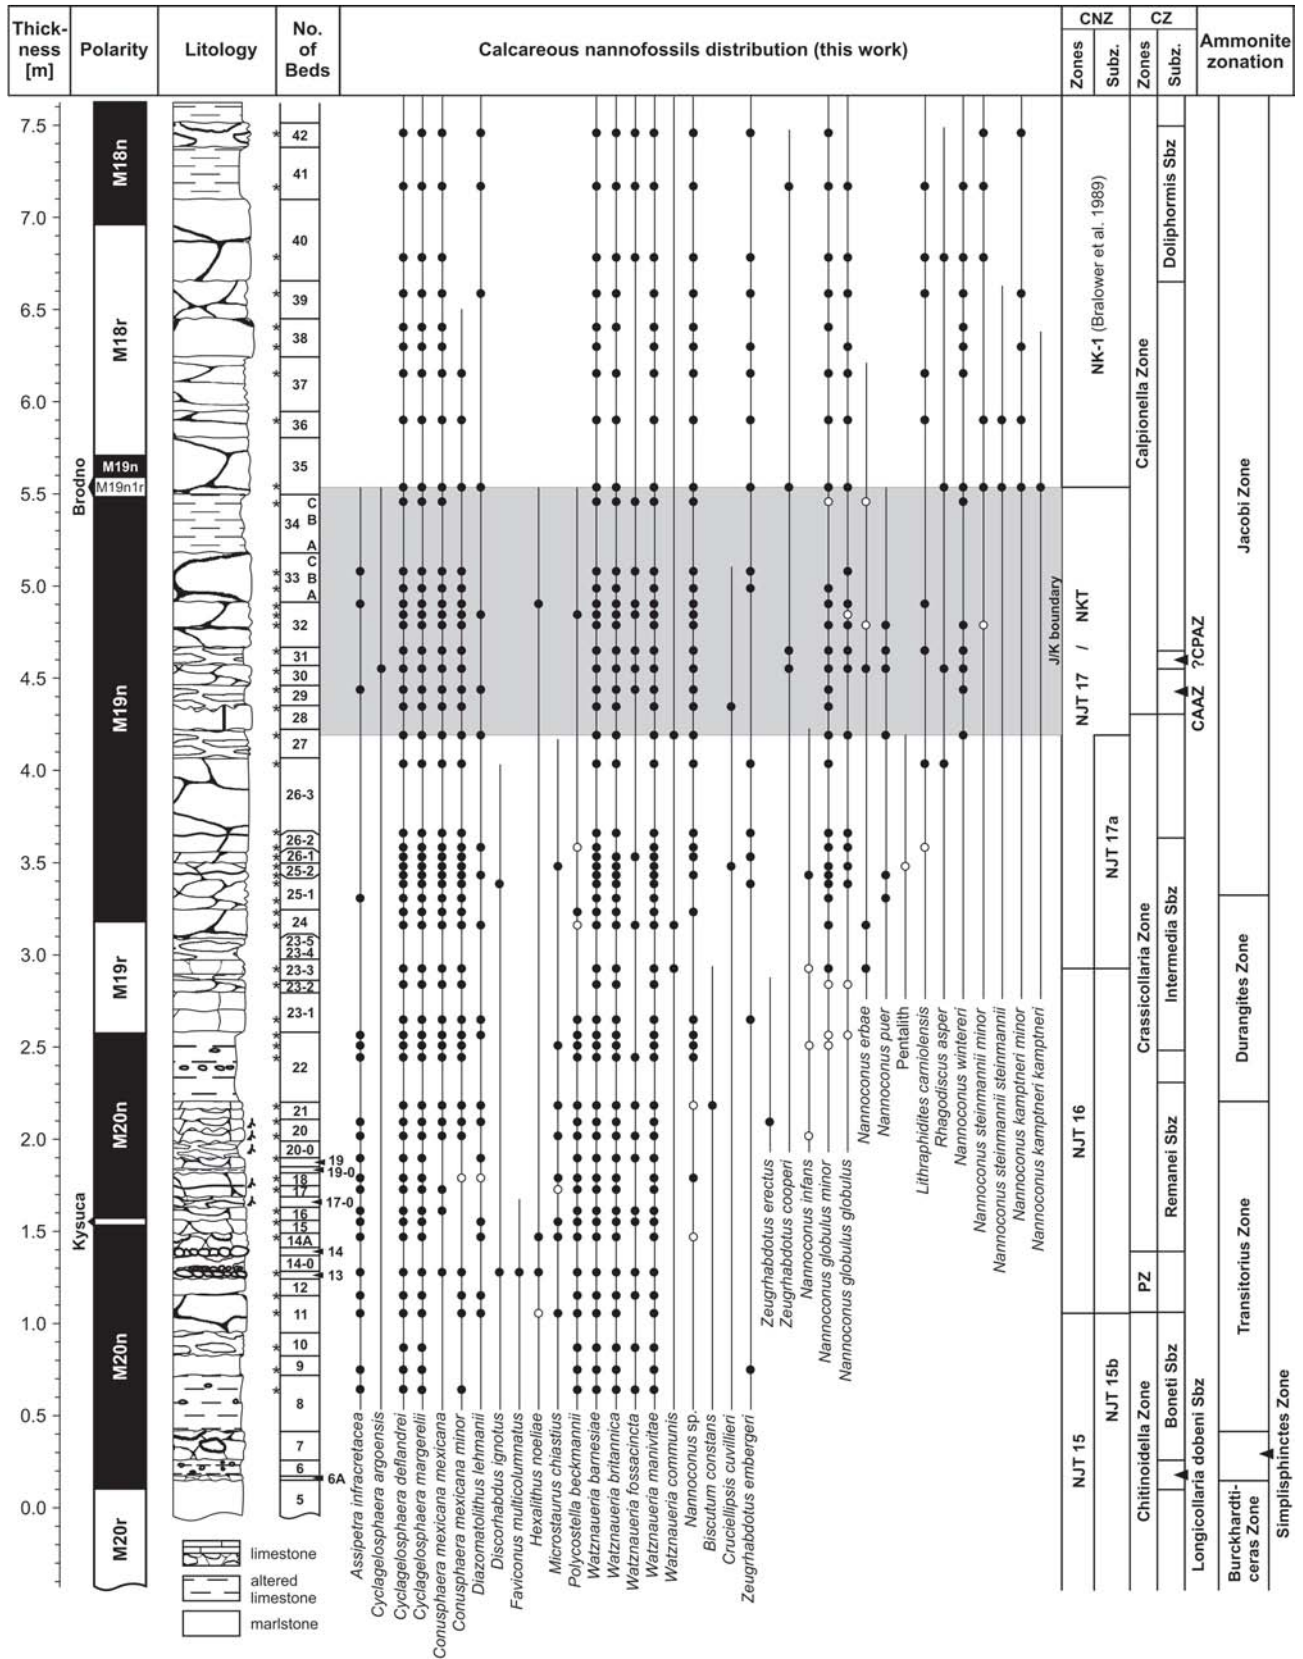 Thick-
ness
[m]
Polarity
Litology
No.
of
Beds
Calcareous nannofossils distribution (this work)
CNZ
Zones
Subz.
CZ
Zones
Subz.
Ammonite
zonation
7.5
7.0
6.5
6.0
5.5
5.0
4.5
4.0
3.5
3.0
2.5
2.0
1.5
1.0
0.5
0.0
Brodno
Kysuca
M18n
M18r
M19n
M19n1r
M19n
M19r
M20n
M20n
M20r
42
41
40
39
38
37
36
35
34
C
B
A
33
C
B
A
32
31
30
29
28
27
26-3
26-2
26-1
25-2
25-1
24
23-5
23-4
23-3
23-2
23-1
22
21
20
20-0
19
19-0
18
17
17-0
16
15
14A
14
14-0
13
12
11
10
9
8
7
6
6A
5
limestone
altered
limestone
marlstone
Assipetra infracretacea
Cyclagelosphaera argoensis
Cyclagelosphaera deflandrei
Cyclagelosphaera margerelii
Conusphaera mexicana mexicana
Conusphaera mexicana minor
Diazomatolithus lehmanii
Discorhabdus ignotus
Faviconus multicolumnatus
Hexalithus noeliae
Microstaurus chiastius
Polycostella beckmannii
Watznaueria barnesiae
Watznaueria britannica
Watznaueria fossacincta
Watznaueria manivitae
Watznaueria communis
Nannoconus sp.
Biscutum constans
Cruciellipsis cuvillieri
Zeugrhabdotus embergeri
Zeugrhabdotus erectus
Zeugrhabdotus cooperi
Nannoconus infans
Nannoconus globulus minor
Nannoconus globulus globulus
Nannoconus erbae
Nannoconus puer
Pentalith
Lithraphidites carniolensis
Rhagodiscus asper
Nannoconus wintereri
Nannoconus steinmannii minor
Nannoconus steinmannii steinmannii
Nannoconus kamptneri minor
Nannoconus kamptneri kamptneri
J/K boundary
NK-1 (Bralower et al. 1989)
NJT 17 / NKT
NJT 17a
NJT 16
NJT 15
NJT 15b
Calpionella Zone
Crassicollaria Zone
PZ
Chitinoidella Zone
Doliphormis Sbz
?CPAZ
CAAZ
Intermedia Sbz
Remanei Sbz
Boneti Sbz
Longicollaria dobeni Sbz
Jacobi Zone
Durangites Zone
Transitorius Zone
Burckhardti-
ceras Zone
Simplisphinctes Zone